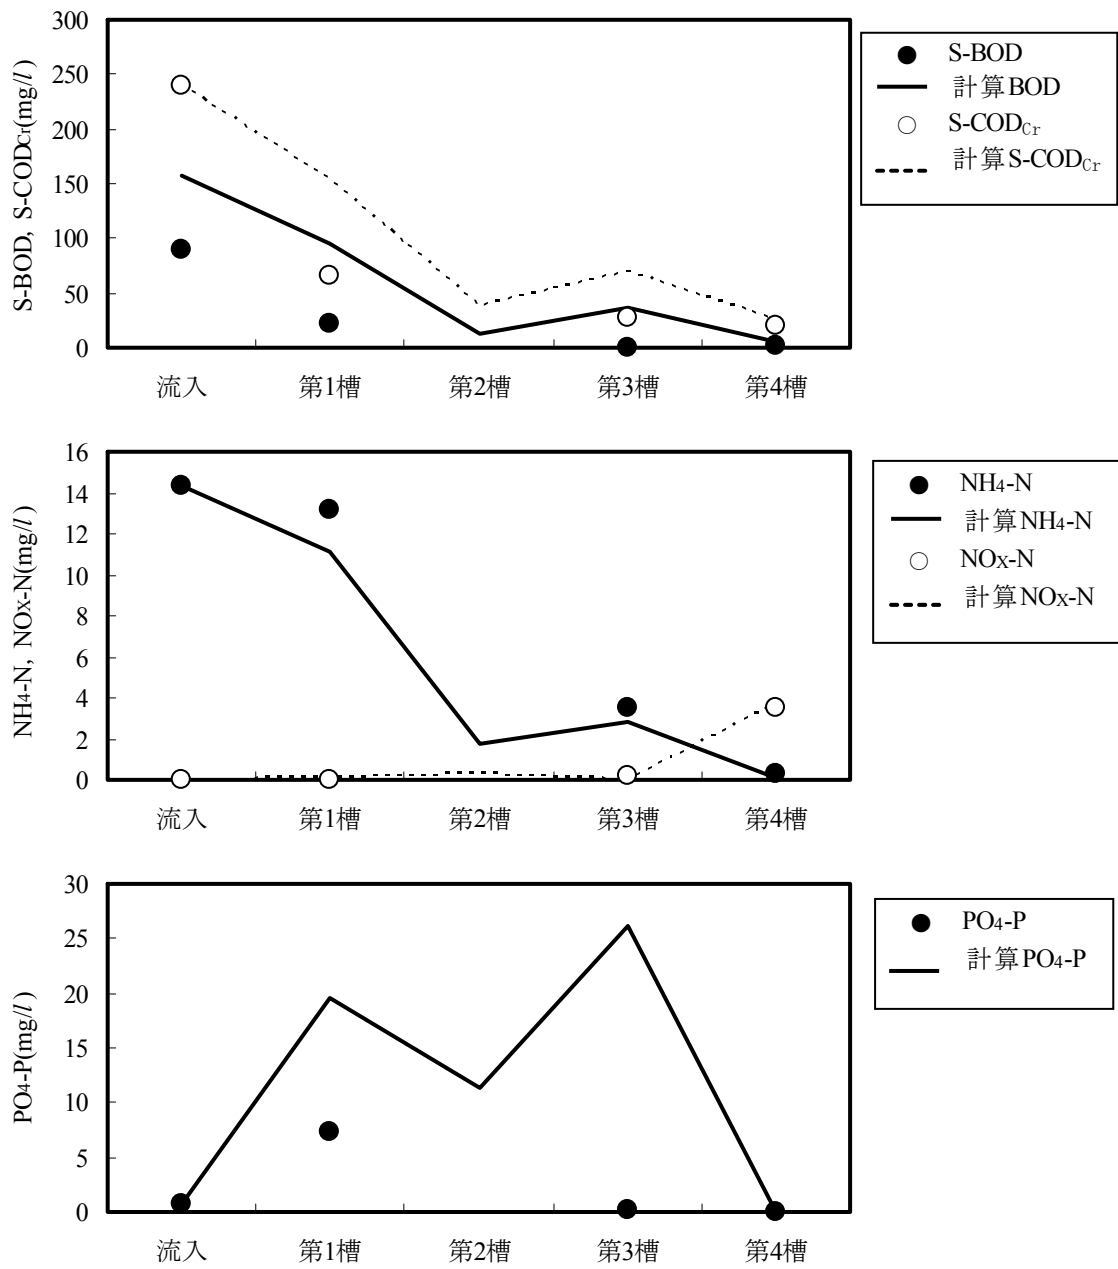 S-BOD, S-CODCr(mg/l)
300
250
200
150
100
50
0
流入 第1槽 第2槽 第3槽 第4槽
S-BOD
計算BOD
S-CODCr
計算S-CODCr
NH4-N, NOX-N(mg/l)
16
14
12
10
8
6
4
2
0
流入 第1槽 第2槽 第3槽 第4槽
NH4-N
計算NH4-N
NOX-N
計算NOX-N
PO4-P(mg/l)
30
25
20
15
10
5
0
流入 第1槽 第2槽 第3槽 第4槽
PO4-P
計算PO4-P